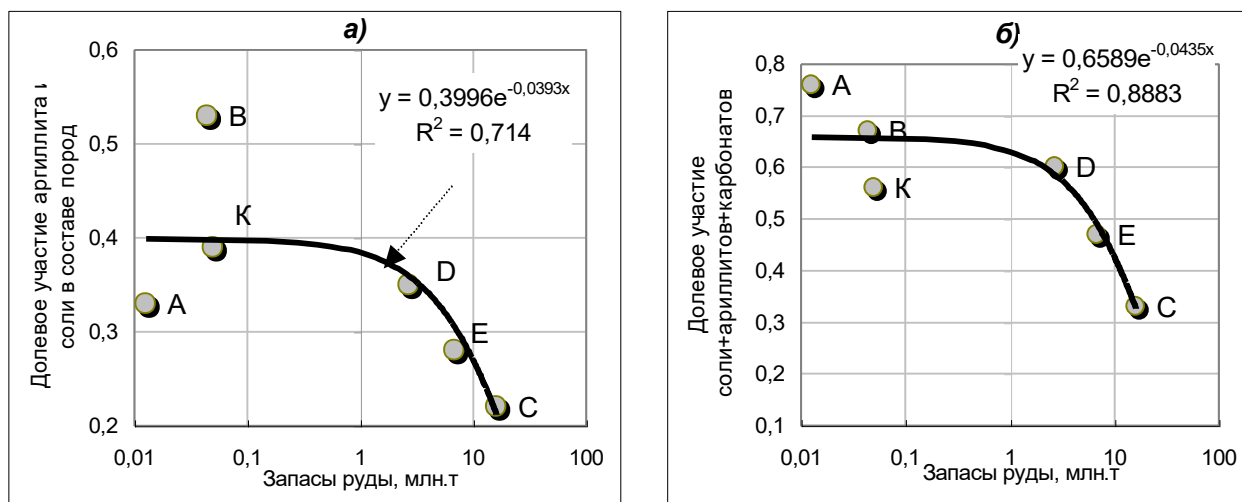 а)
Долевое участие аргиллита и
соли в составе пород
0,6
0,5
0,4
0,3
0,2
y = 0,3996e^-0,0393x
R² = 0,714
В
К
А
D
Е
С
0,01 0,1 1 10 100
Запасы руды, млн.т
б)
Долевое участие
соли+ариллитов+карбонатов
0,8
0,7
0,6
0,5
0,4
0,3
0,2
0,1
y = 0,6589e^-0,0435x
R² = 0,8883
А
В
К
D
Е
С
0,01 0,1 1 10 100
Запасы руды, млн.т